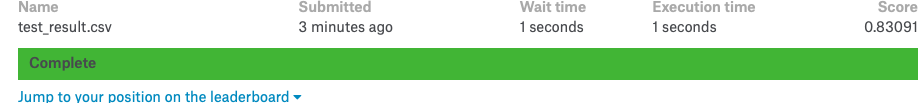 Name Submitted Wait time Execution time Score
test_result.csv 3 minutes ago 1 seconds 1 seconds 0.83091
Complete
Jump to your position on the leaderboard